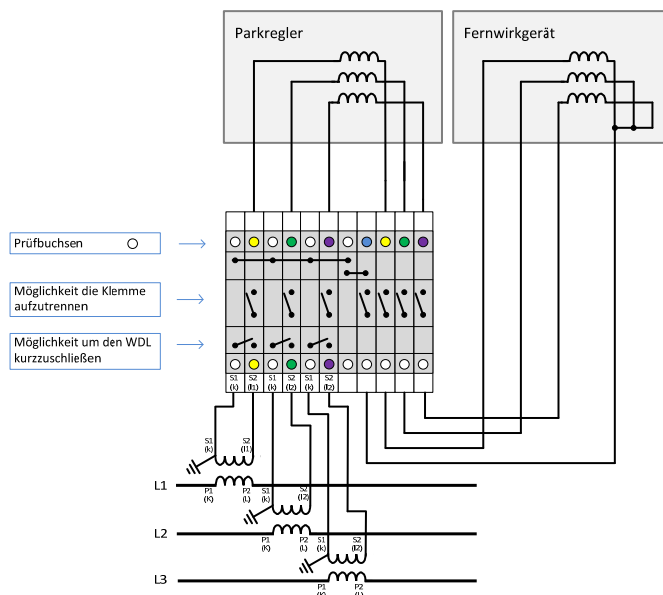 Parkregler
Fernwirkgerät
Prüfbuchsen
Möglichkeit die Klemme
aufzutrennen
Möglichkeit um den WDL
kurzzuschließen
S1 S2 S1 S2 S1 S2
(k) (l1) (k) (l2) (k) (l2)
S1
(k)
S2
(l1)
L1
P1
(K)
P2
(L)
S1
(k)
S2
(l2)
L2
P1
(K)
P2
(L)
S1
(k)
S2
(l2)
L3
P1
(K)
P2
(L)